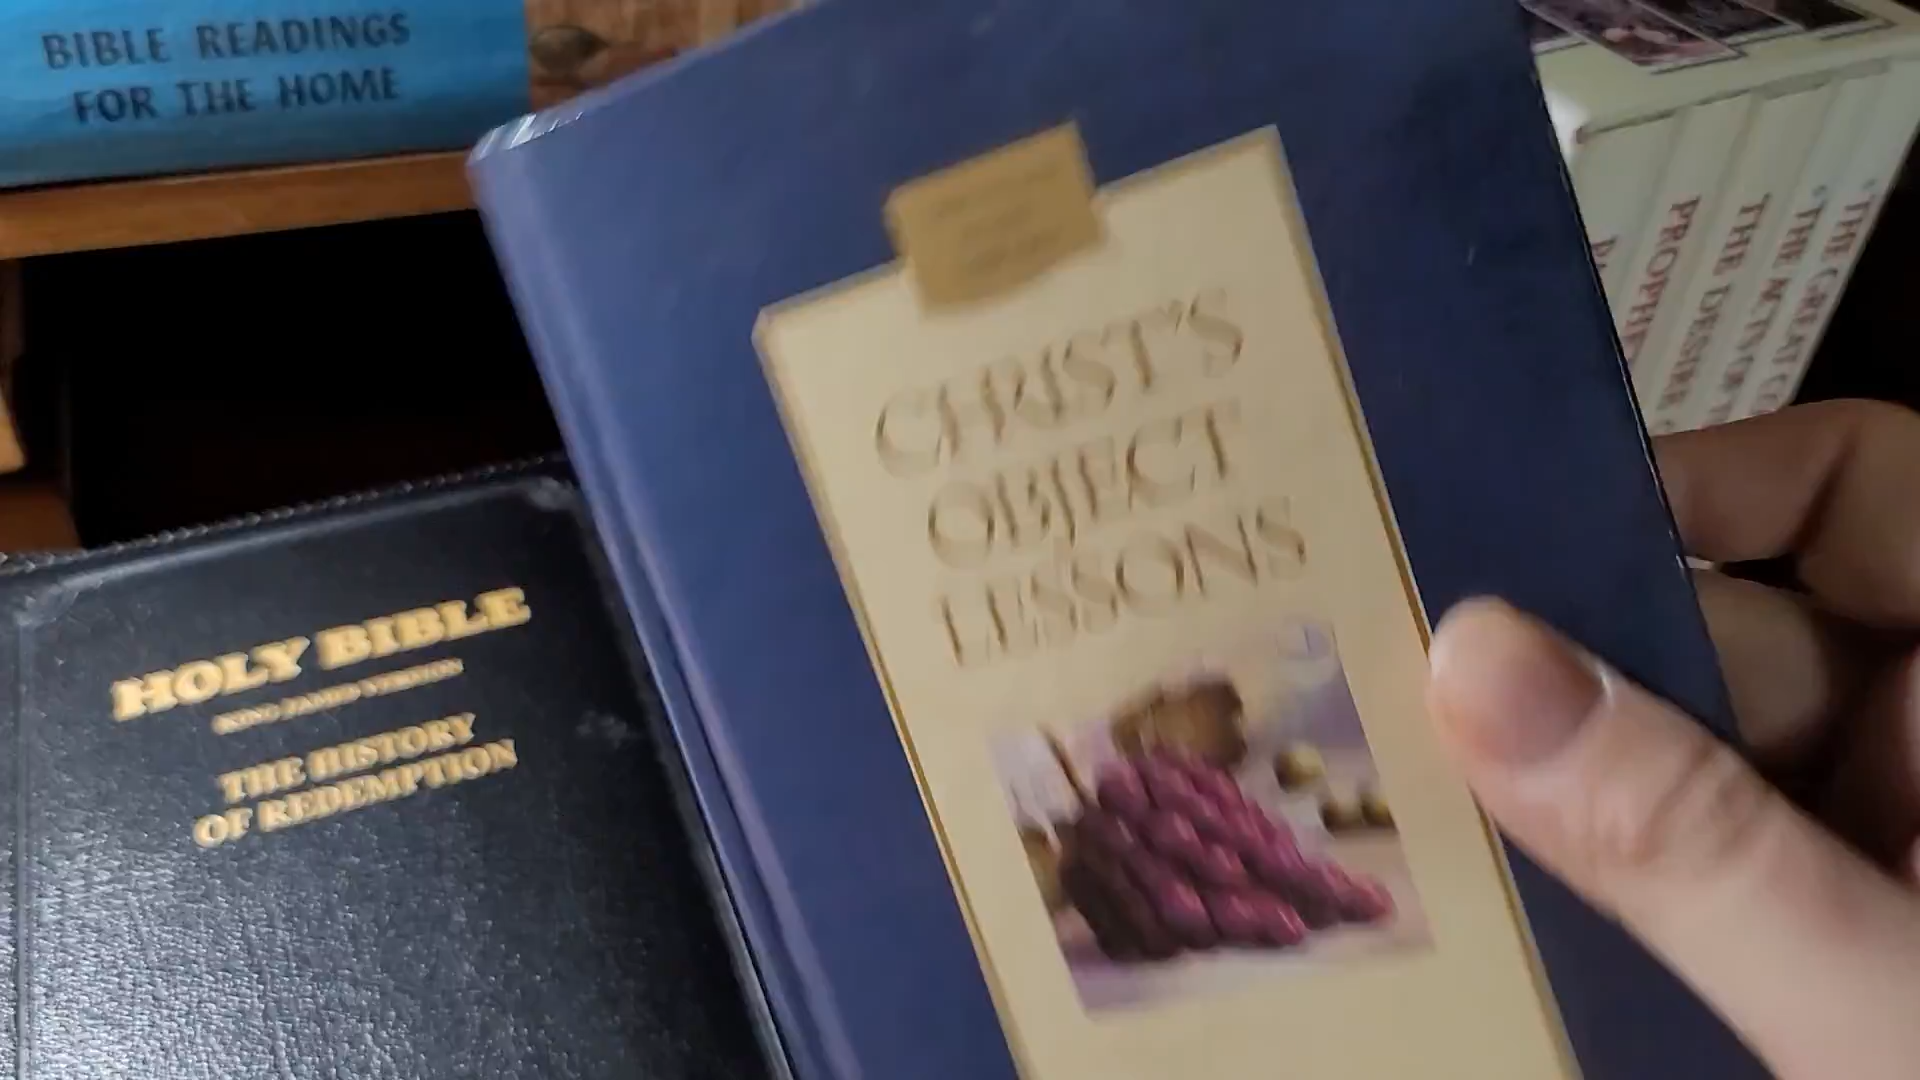 BIBLE READINGS
FOR THE HOME
CHRIST'S
OBJECT
LESSONS
HOLY BIBLE
KING JAMES VERSION
THE HISTORY
OF REDEMPTION
THE DESIRE
THE ACTS OF
THE GREAT